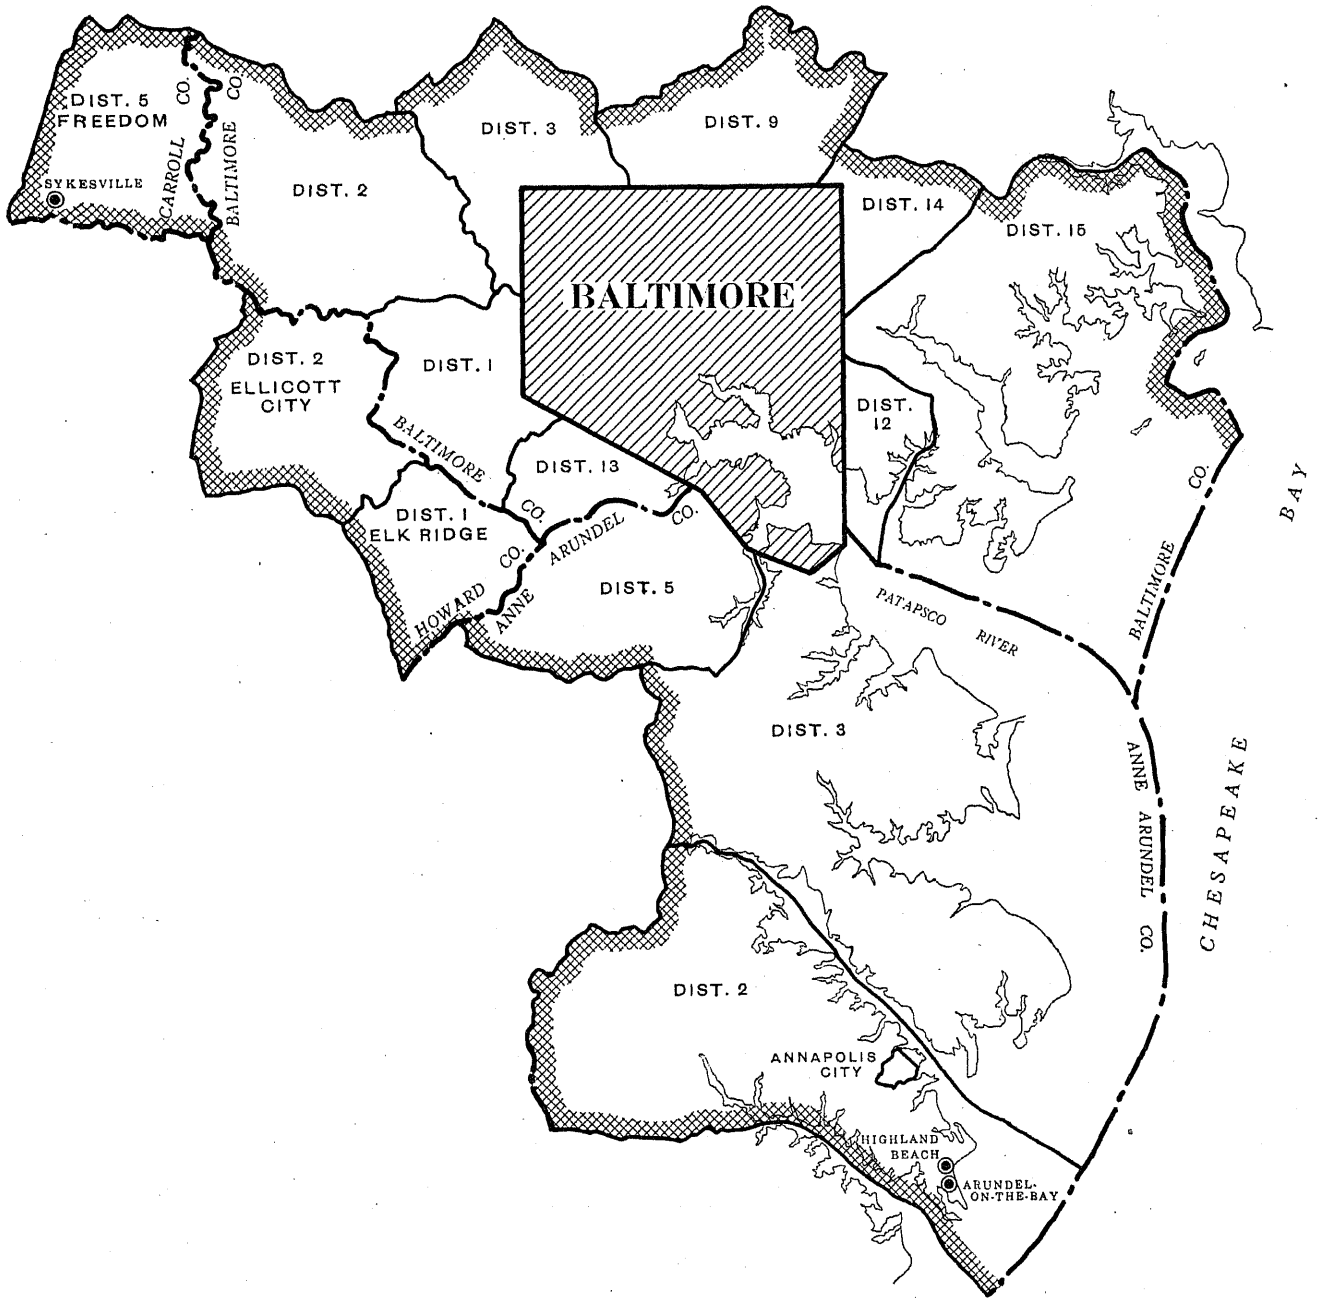 DIST. 5
FREEDOM
CARROLL CO.
BALTIMORE CO
SYKESVILLE
DIST. 2
DIST. 3
DIST. 9
DIST. 14
DIST. 15
BALTIMORE
DIST. 2
ELLICOTT
CITY
DIST. 1
DIST.
12
BALTIMORE CO.
DIST. 13
DIST. 1
ELK RIDGE
HOWARD CO.
ANNE ARUNDEL CO.
DIST. 5
PATAPSCO RIVER
BALTIMORE CO.
CHESAPEAKE BAY
DIST. 3
ANNE ARUNDEL CO.
DIST. 2
ANNAPOLIS
CITY
HIGHLAND
BEACH
ARUNDEL-
ON-THE-BAY